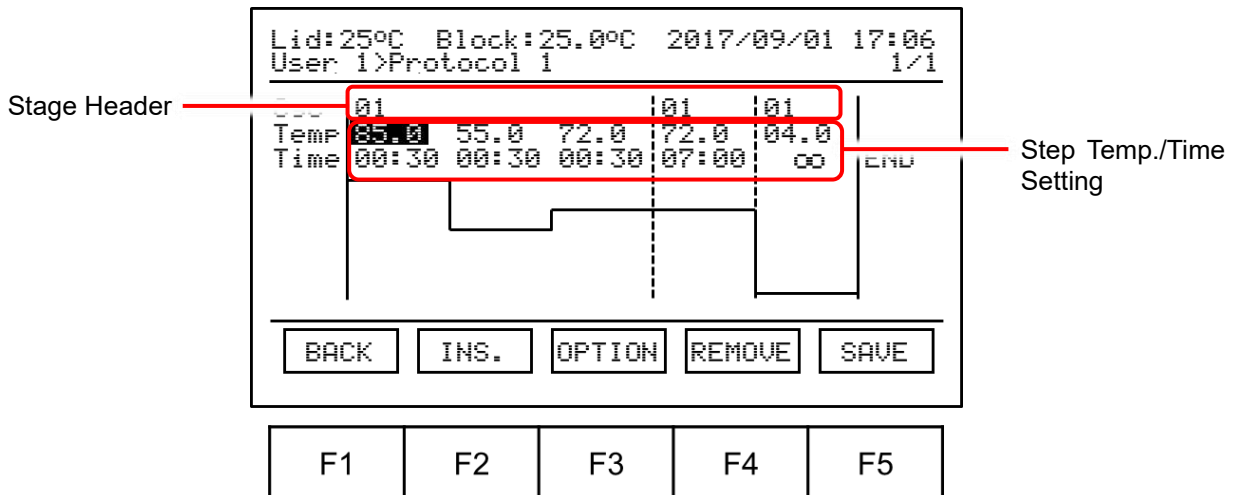 Lid:25ºC Block:25.0ºC 2017/09/01 17:06
User 1>Protocol 1 1/1
Stage Header
01 01 01
Temp 85.0 55.0 72.0 72.0 04.0
Time 00:30 00:30 00:30 07:00 ∞ END
Step Temp./Time
Setting
BACK INS. OPTION REMOVE SAVE
F1 F2 F3 F4 F5